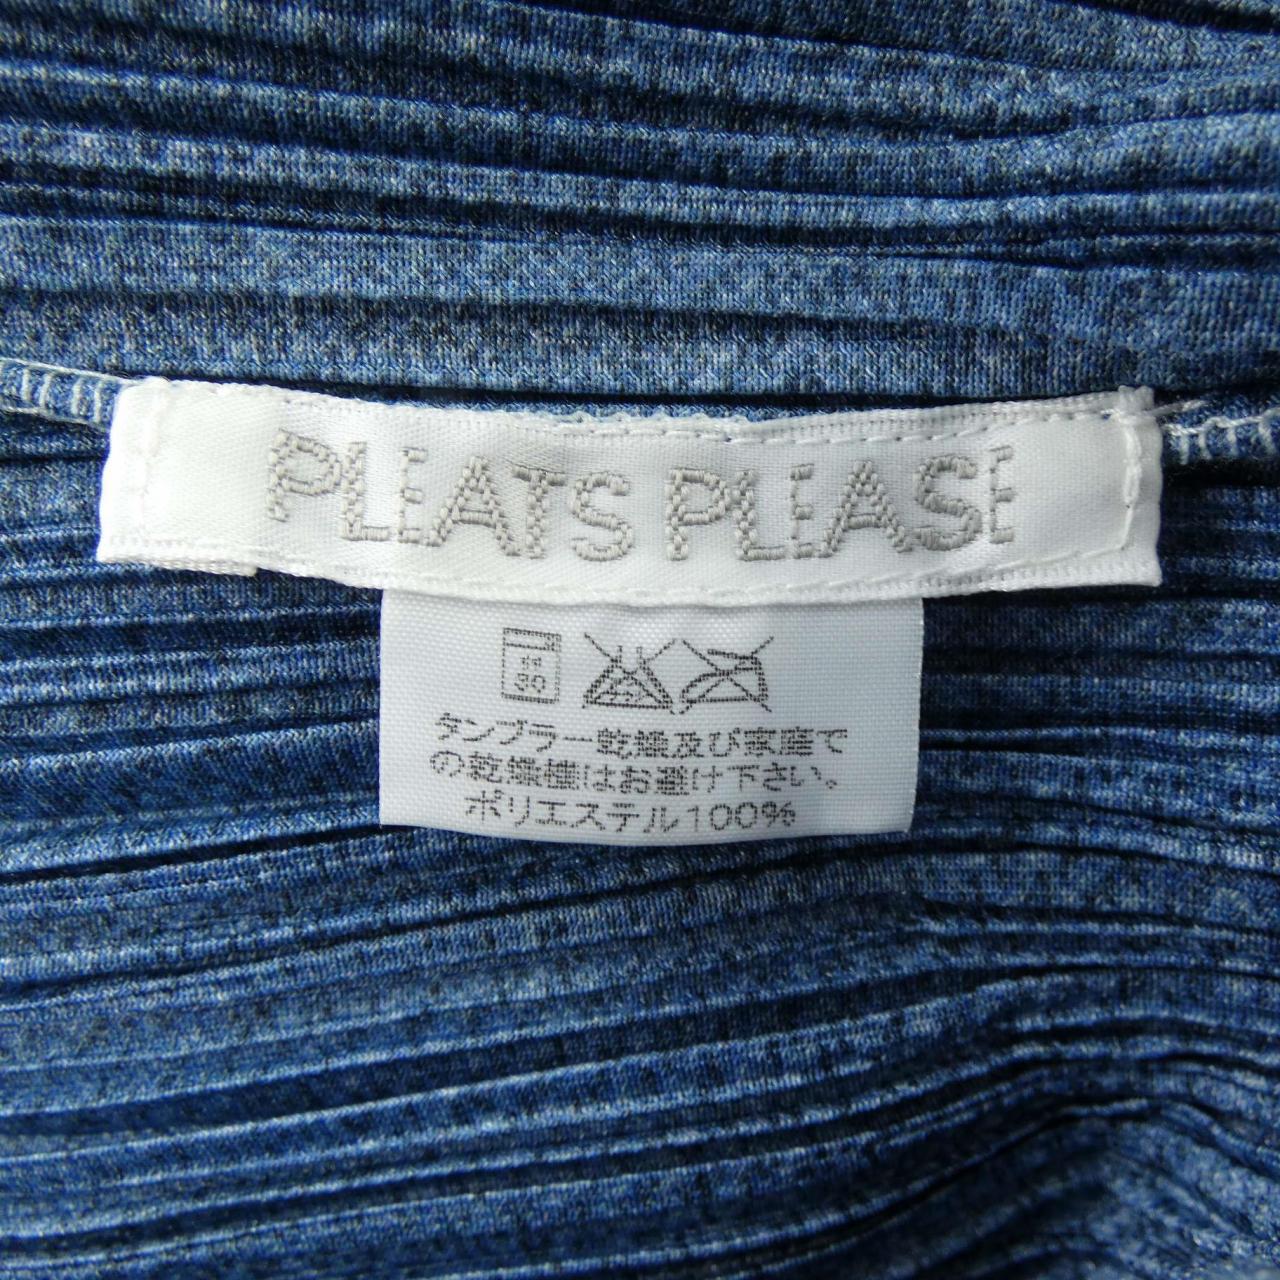 PLEATS PLEASE
30
タンブラー乾燥及び家庭で
の乾燥機はお避け下さい。
ポリエステル100%